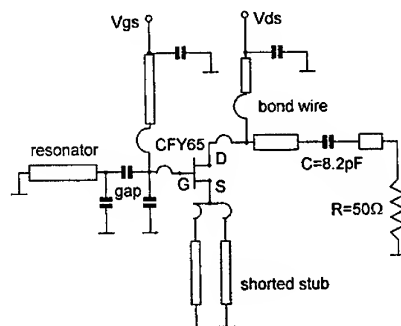 Vgs
Vds
bond wire
resonator
CFY65
D
G
S
gap
C=8.2pF
R=50Ω
shorted stub